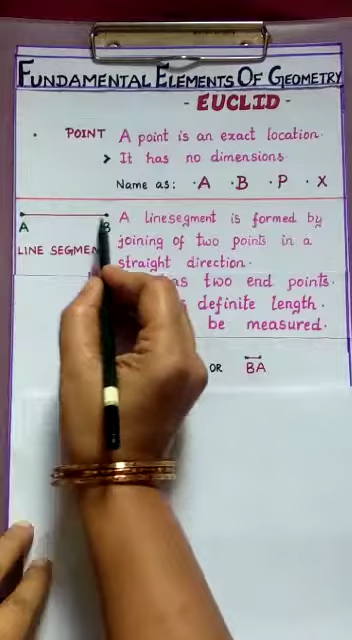 FUNDAMENTAL ELEMENTS OF GEOMETRY
- EUCLID -
POINT A point is an exact location.
It has no dimensions.
Name as: ·A ·B ·P ·X
A B
LINE SEGMEN
A linesegment is formed by
joining of two points in a
straight direction.
as two end points.
definite length.
be measured.
OR BA